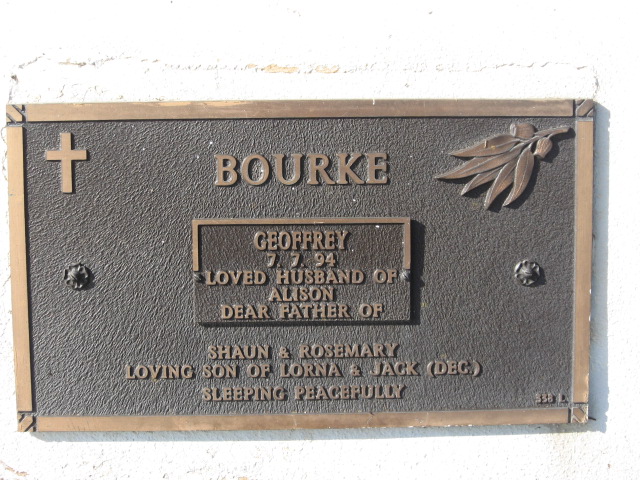 BOURKE
GEOFFREY
7. 7. 94
LOVED HUSBAND OF
ALISON
DEAR FATHER OF
SHAUN & ROSEMARY
LOVING SON OF LORNA & JACK (DEC)
SLEEPING PEACEFULLY
338 L.